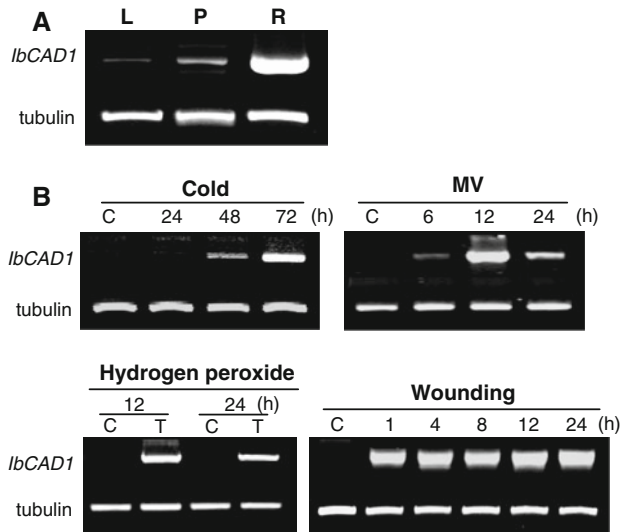 A L P R
IbCAD1
tubulin
B Cold MV
C 24 48 72 (h) C 6 12 24 (h)
IbCAD1
tubulin
Hydrogen peroxide Wounding
12 24 (h)
C T C T C 1 4 8 12 24 (h)
IbCAD1
tubulin